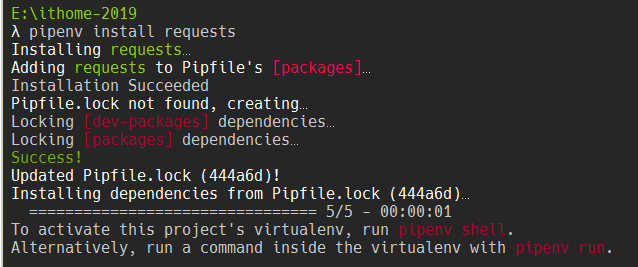 E:\ithome-2019
λ pipenv install requests
Installing requests…
Adding requests to Pipfile's [packages]…
Installation Succeeded
Pipfile.lock not found, creating…
Locking [dev-packages] dependencies…
Locking [packages] dependencies…
Success!
Updated Pipfile.lock (444a6d)!
Installing dependencies from Pipfile.lock (444a6d)…
  ================================ 5/5 - 00:00:01
To activate this project's virtualenv, run pipenv shell.
Alternatively, run a command inside the virtualenv with pipenv run.